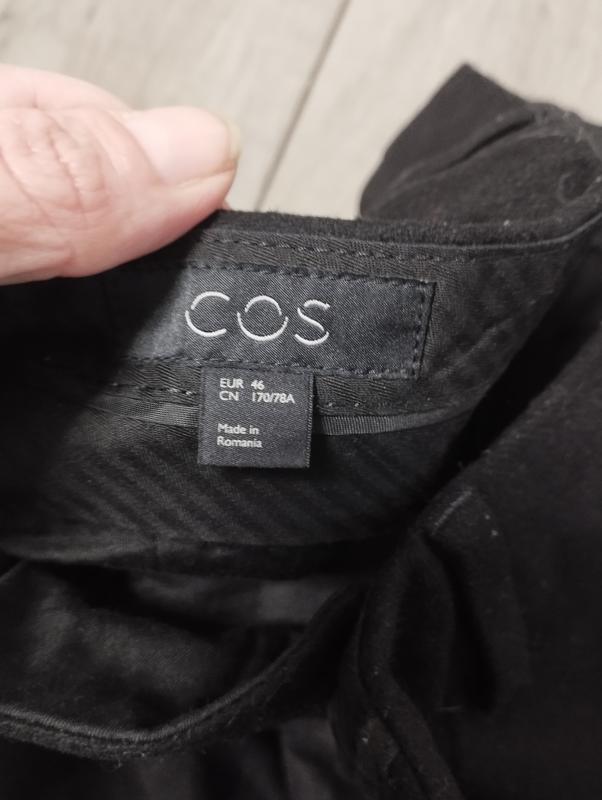 COS
EUR 46
CN 170/78A
Made in
Romania